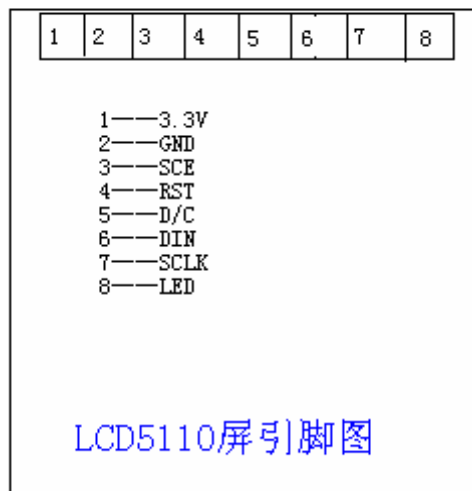 1 2 3 4 5 6 7 8
1——3.3V
2——GND
3——SCE
4——RST
5——D/C
6——DIN
7——SCLK
8——LED
LCD5110屏引脚图